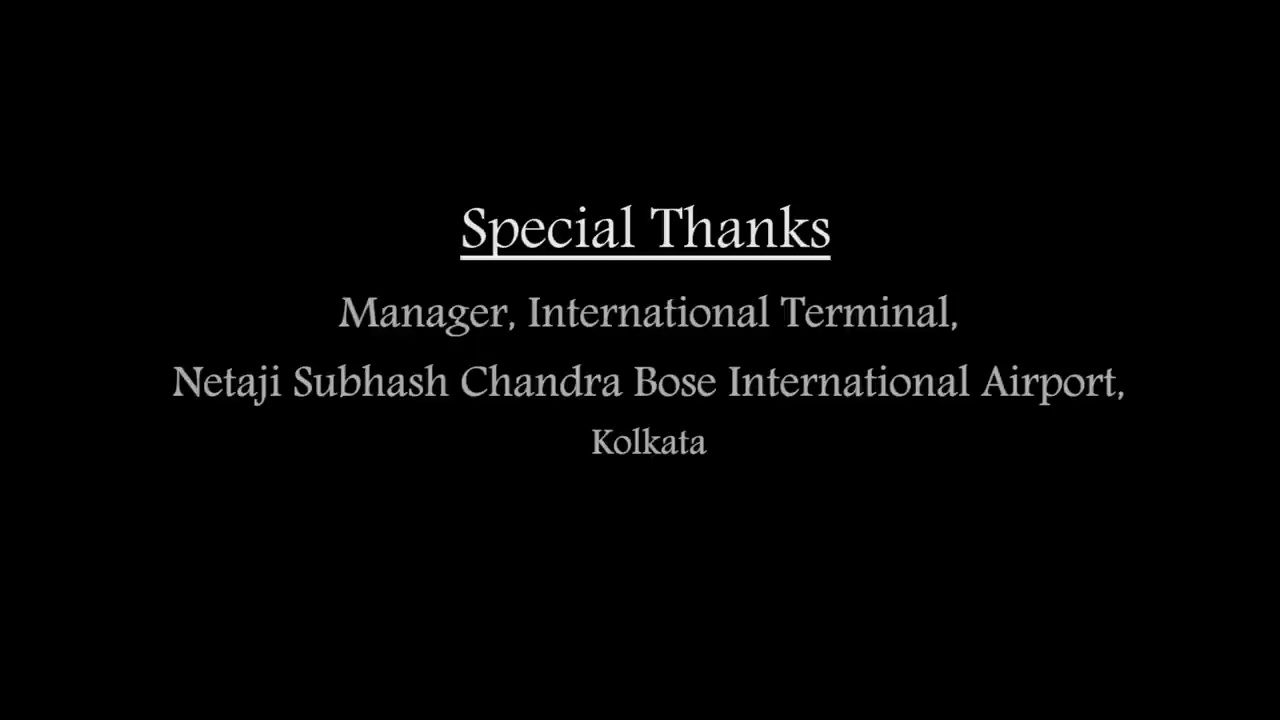 Special Thanks
Manager, International Terminal,
Netaji Subhash Chandra Bose International Airport,
Kolkata